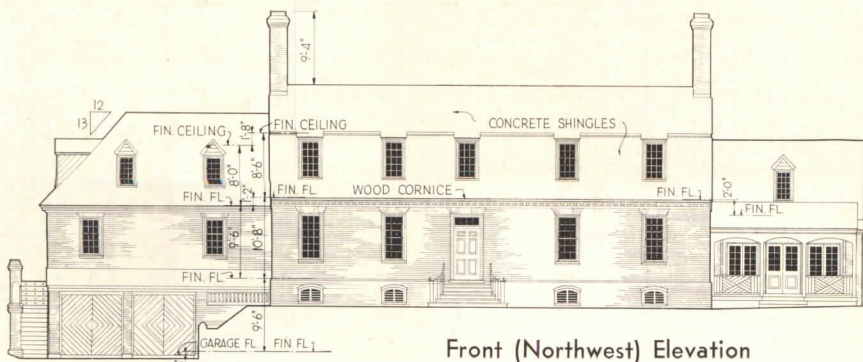 9'-4"
12
13
FIN. CEILING
1'-8"
FIN. CEILING
CONCRETE SHINGLES
8'-0"
8'-6"
FIN. FL.
1'-2"
FIN. FL.
WOOD CORNICE
FIN. FL.
2'-0"
FIN. FL.
9'-6"
10'-8"
FIN. FL.
9'-6"
GARAGE FL.
FIN FL.
Front (Northwest) Elevation